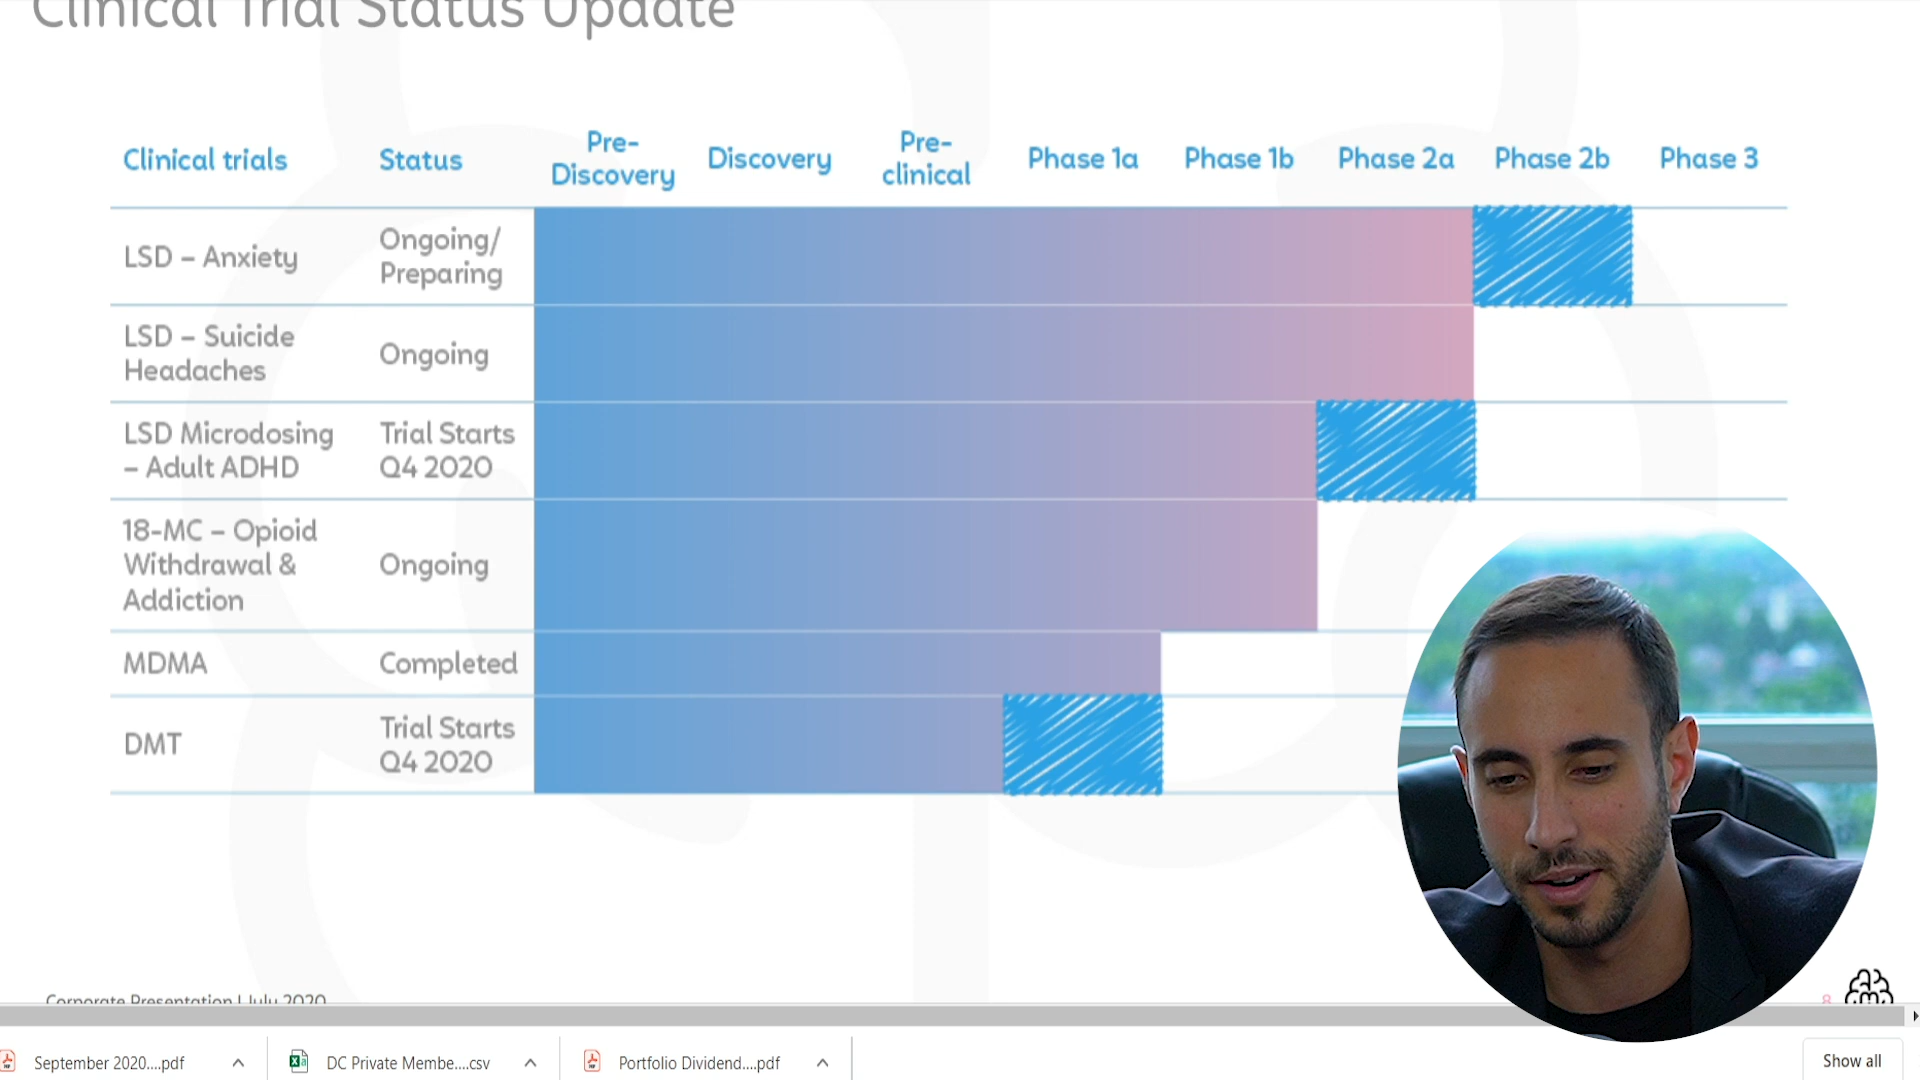 Clinical Trial Status Update
Clinical trials Status Pre-Discovery Discovery Pre-clinical Phase 1a Phase 1b Phase 2a Phase 2b Phase 3
LSD – Anxiety
Ongoing/
Preparing
LSD – Suicide
Headaches
Ongoing
LSD Microdosing
– Adult ADHD
Trial Starts
Q4 2020
18-MC – Opioid
Withdrawal &
Addiction
Ongoing
MDMA
Completed
DMT
Trial Starts
Q4 2020
Corporate Presentation | July 2020
8
September 2020....pdf
DC Private Membe....csv
Portfolio Dividend....pdf
Show all